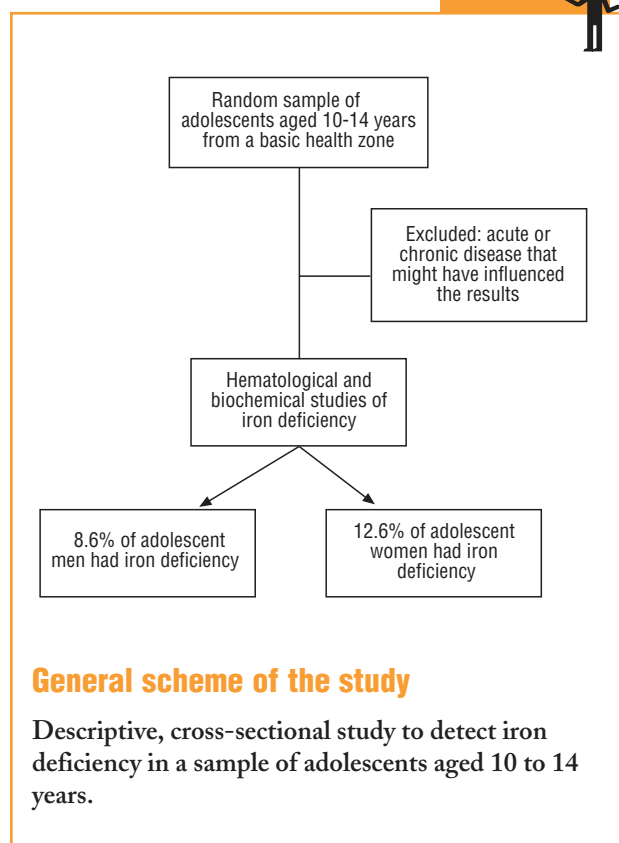 Random sample of
adolescents aged 10-14 years
from a basic health zone
Excluded: acute or
chronic disease that
might have influenced
the results
Hematological and
biochemical studies of
iron deficiency
8.6% of adolescent
men had iron deficiency
12.6% of adolescent
women had iron
deficiency
General scheme of the study
Descriptive, cross-sectional study to detect iron
deficiency in a sample of adolescents aged 10 to 14
years.